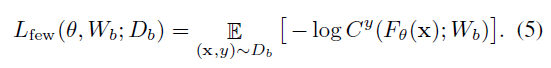 L_few(θ, W_b; D_b) = 𝔼_{(x,y)∼D_b} [ − log C^y(F_θ(x); W_b)]. (5)